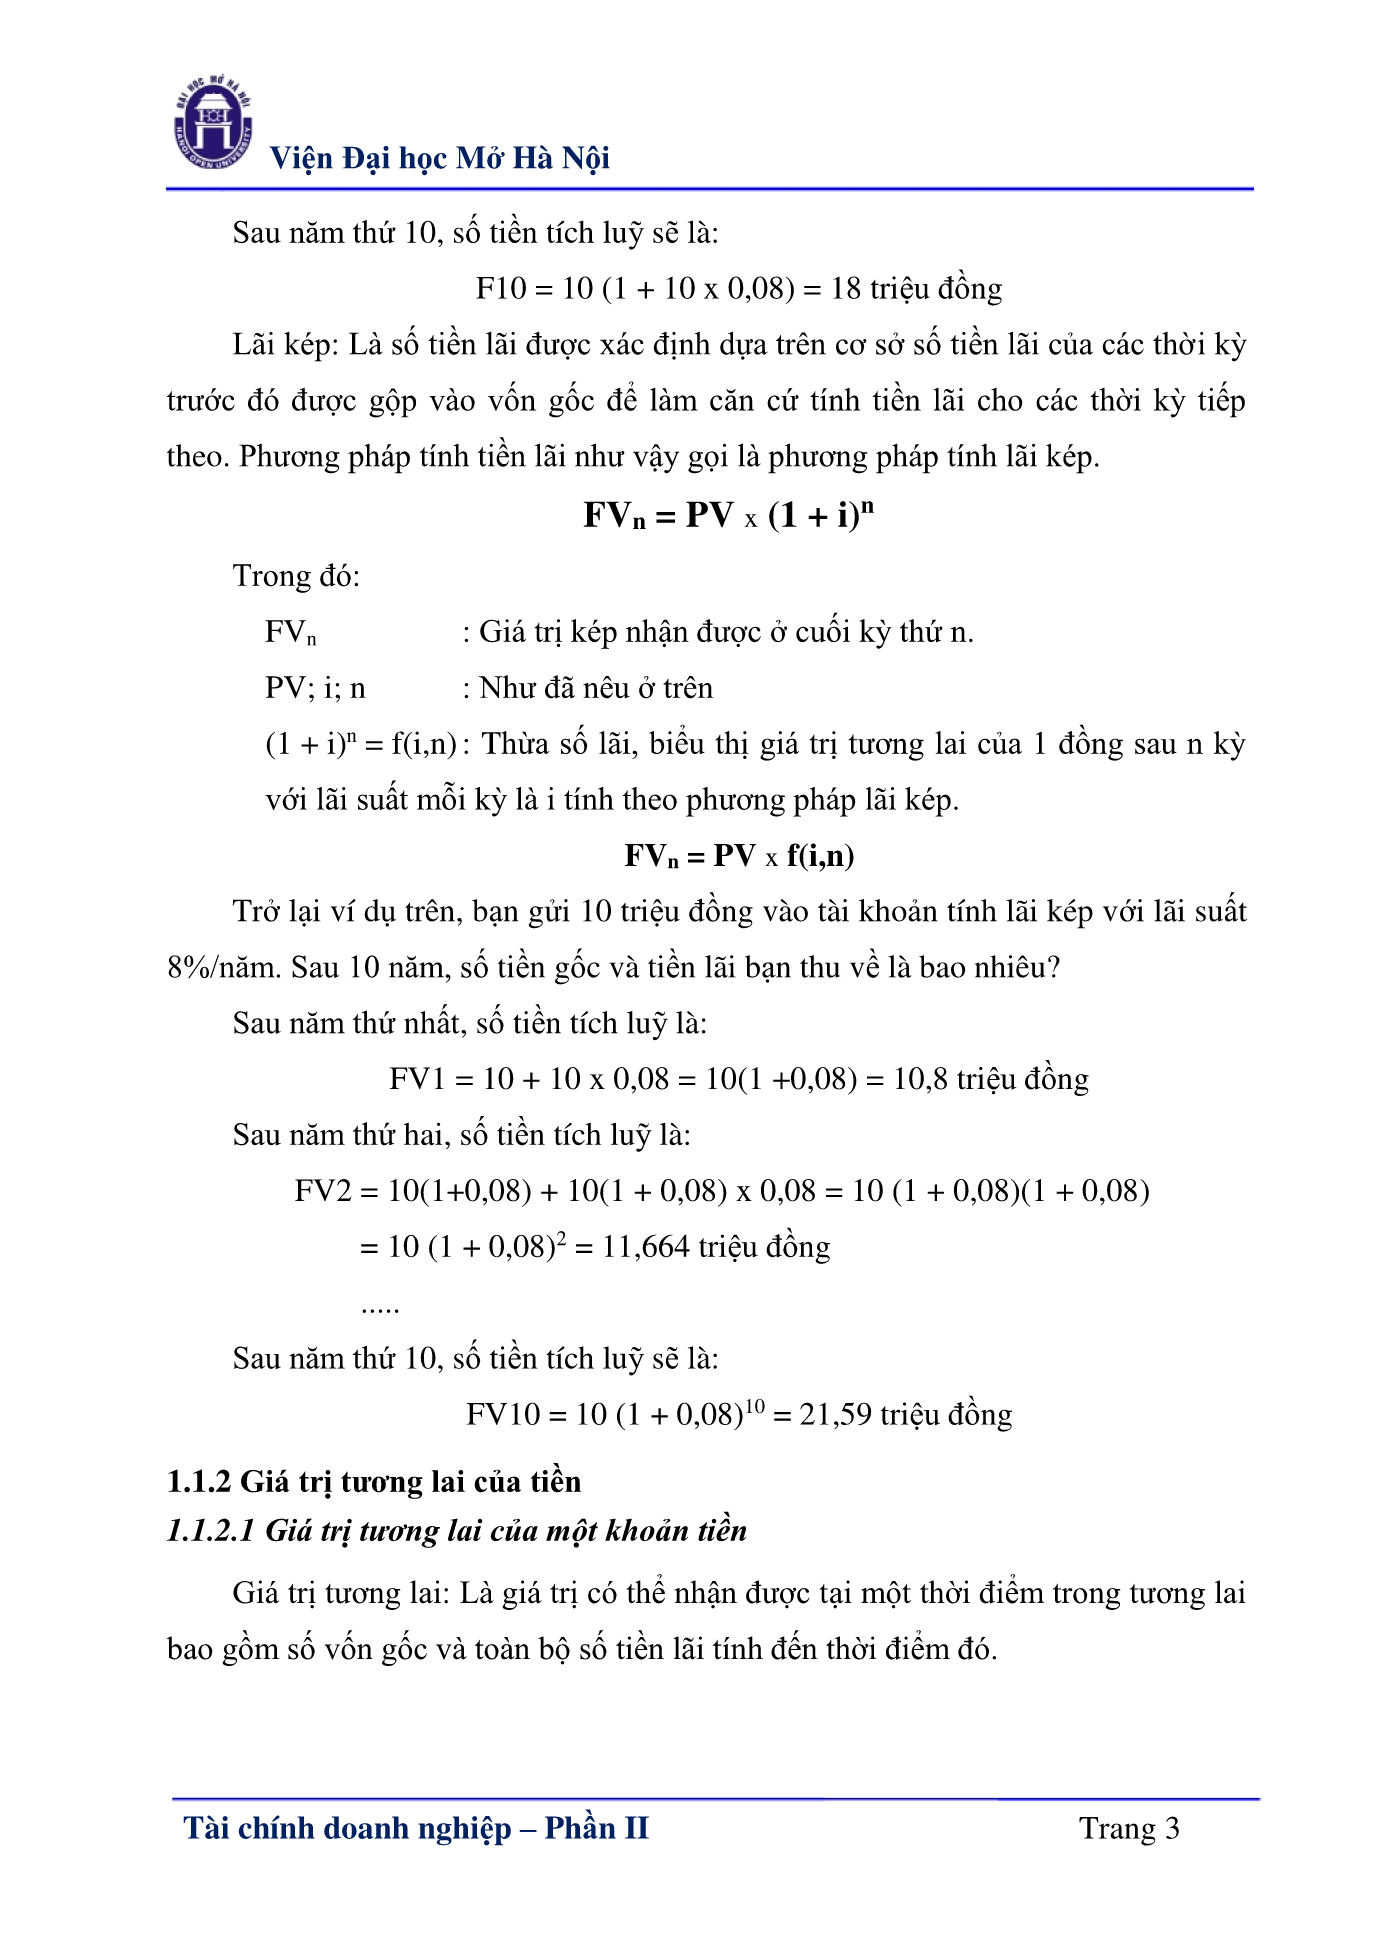 ĐẠI HỌC MỞ HÀ NỘI
HANOI OPEN UNIVERSITY
Viện Đại học Mở Hà Nội
Sau năm thứ 10, số tiền tích luỹ sẽ là:
F10 = 10 (1 + 10 x 0,08) = 18 triệu đồng
Lãi kép: Là số tiền lãi được xác định dựa trên cơ sở số tiền lãi của các thời kỳ
trước đó được gộp vào vốn gốc để làm căn cứ tính tiền lãi cho các thời kỳ tiếp
theo. Phương pháp tính tiền lãi như vậy gọi là phương pháp tính lãi kép.
FVₙ = PV x (1 + i)ⁿ
Trong đó:
FVₙ : Giá trị kép nhận được ở cuối kỳ thứ n.
PV; i; n : Như đã nêu ở trên
(1 + i)ⁿ = f(i,n) : Thừa số lãi, biểu thị giá trị tương lai của 1 đồng sau n kỳ
với lãi suất mỗi kỳ là i tính theo phương pháp lãi kép.
FVₙ = PV x f(i,n)
Trở lại ví dụ trên, bạn gửi 10 triệu đồng vào tài khoản tính lãi kép với lãi suất
8%/năm. Sau 10 năm, số tiền gốc và tiền lãi bạn thu về là bao nhiêu?
Sau năm thứ nhất, số tiền tích luỹ là:
FV1 = 10 + 10 x 0,08 = 10(1 +0,08) = 10,8 triệu đồng
Sau năm thứ hai, số tiền tích luỹ là:
FV2 = 10(1+0,08) + 10(1 + 0,08) x 0,08 = 10 (1 + 0,08)(1 + 0,08)
= 10 (1 + 0,08)² = 11,664 triệu đồng
.....
Sau năm thứ 10, số tiền tích luỹ sẽ là:
FV10 = 10 (1 + 0,08)¹⁰ = 21,59 triệu đồng
1.1.2 Giá trị tương lai của tiền
1.1.2.1 Giá trị tương lai của một khoản tiền
Giá trị tương lai: Là giá trị có thể nhận được tại một thời điểm trong tương lai
bao gồm số vốn gốc và toàn bộ số tiền lãi tính đến thời điểm đó.
Tài chính doanh nghiệp – Phần II Trang 3